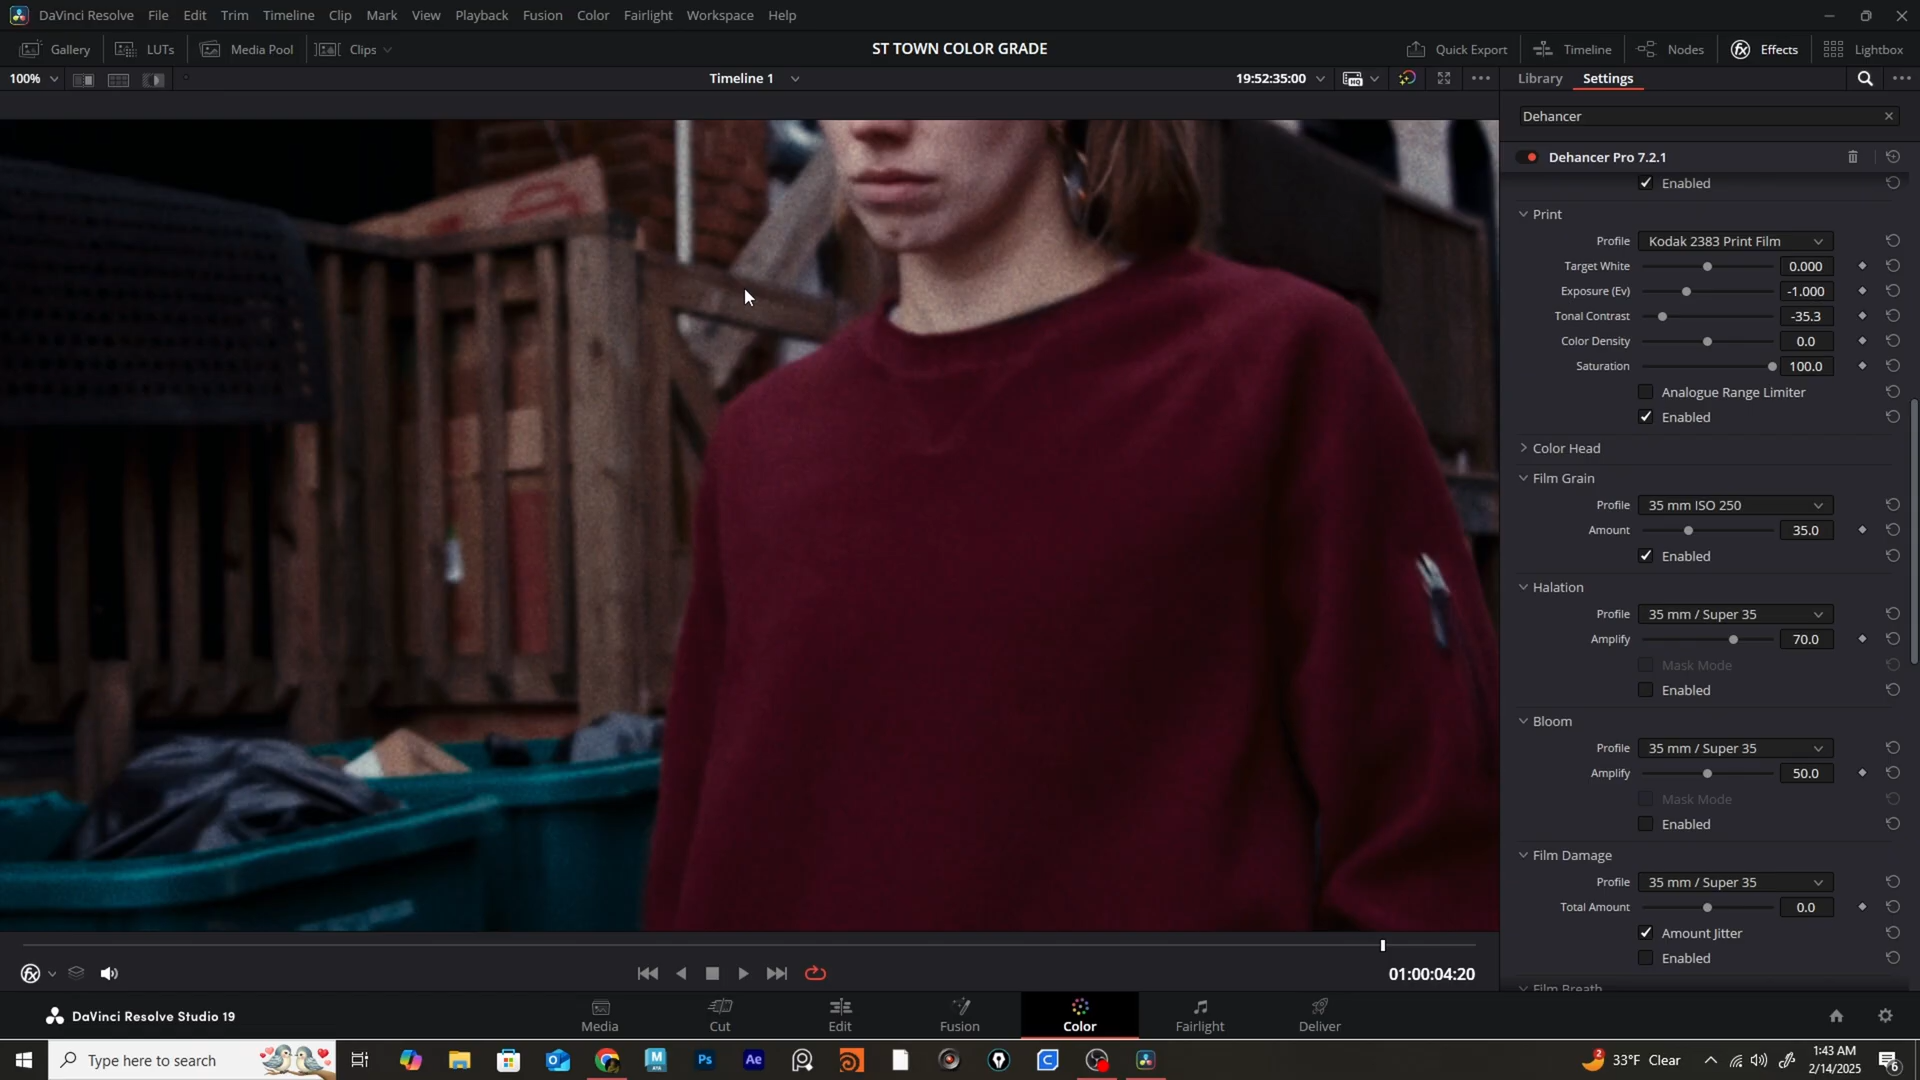 DaVinci Resolve File Edit Trim Timeline Clip Mark View Playback Fusion Color Fairlight Workspace Help
Gallery LUTs Media Pool Clips ST TOWN COLOR GRADE Quick Export Timeline Nodes Effects Lightbox
100% Timeline 1 19:52:35:00 HQ Library Settings
Dehancer
Dehancer Pro 7.2.1
Enabled
Print
Profile Kodak 2383 Print Film
Target White 0.000
Exposure (Ev) -1.000
Tonal Contrast -35.3
Color Density 0.0
Saturation 100.0
Analogue Range Limiter
Enabled
Color Head
Film Grain
Profile 35 mm ISO 250
Amount 35.0
Enabled
Halation
Profile 35 mm / Super 35
Amplify 70.0
Mask Mode
Enabled
Bloom
Profile 35 mm / Super 35
Amplify 50.0
Mask Mode
Enabled
Film Damage
Profile 35 mm / Super 35
Total Amount 0.0
Amount Jitter
Enabled
Film Breath
01:00:04:20
DaVinci Resolve Studio 19 Media Cut Edit Fusion Color Fairlight Deliver
Type here to search Ps Ae 2 33°F Clear 1:43 AM
2/14/2025 6